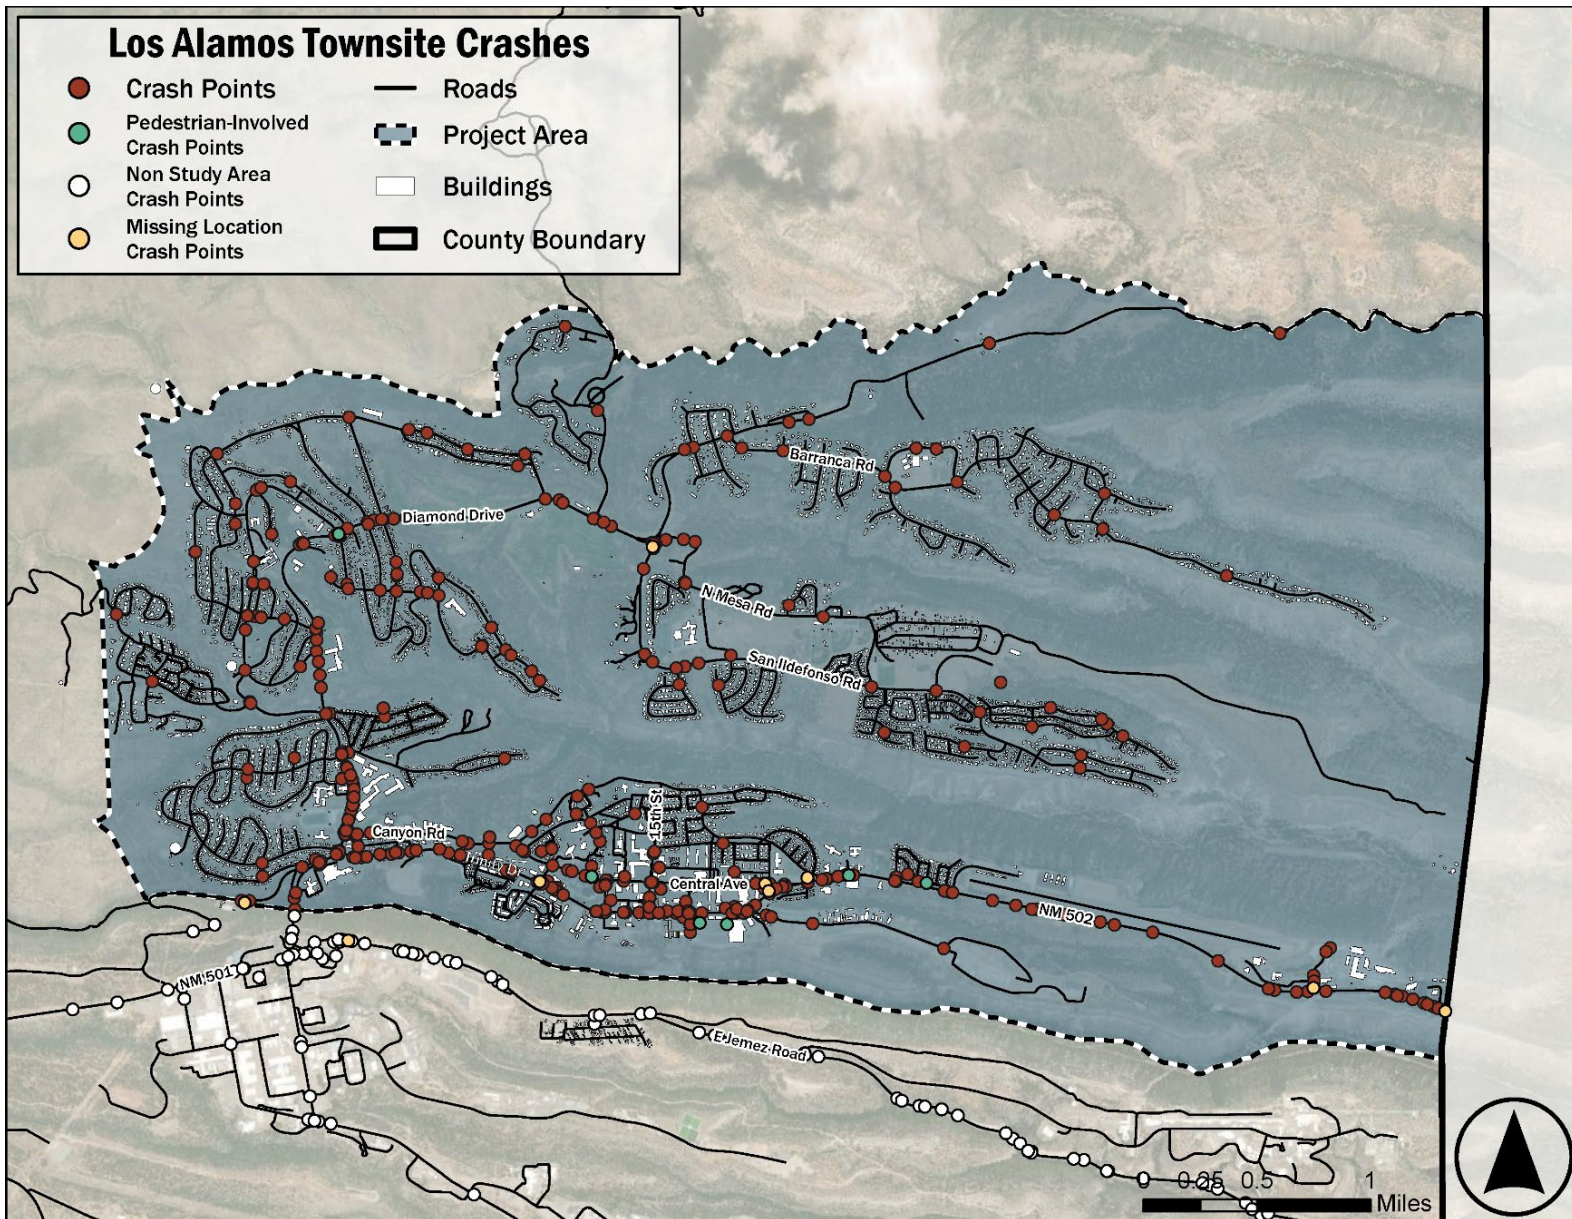 Los Alamos Townsite Crashes
Crash Points
Pedestrian-Involved
Crash Points
Non Study Area
Crash Points
Missing Location
Crash Points
Roads
Project Area
Buildings
County Boundary
Barranca Rd
Diamond Drive
N Mesa Rd
San Ildefonso Rd
15th St
Canyon Rd
Trinity D
Central Ave
NM 502
NM 501
E Jemez Road
0 0.25 0.5 1
Miles